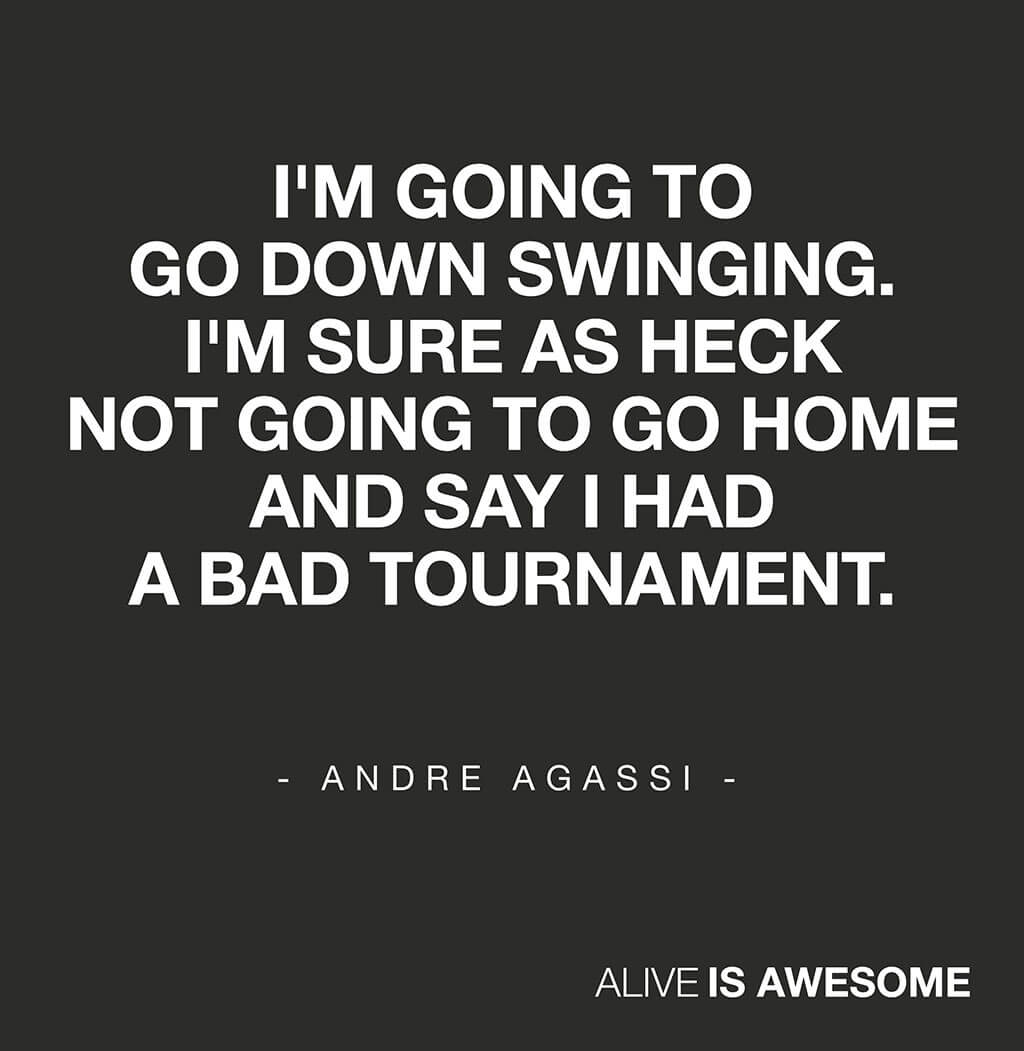 I'M GOING TO
GO DOWN SWINGING.
I'M SURE AS HECK
NOT GOING TO GO HOME
AND SAY I HAD
A BAD TOURNAMENT.
- ANDRE AGASSI -
ALIVE IS AWESOME